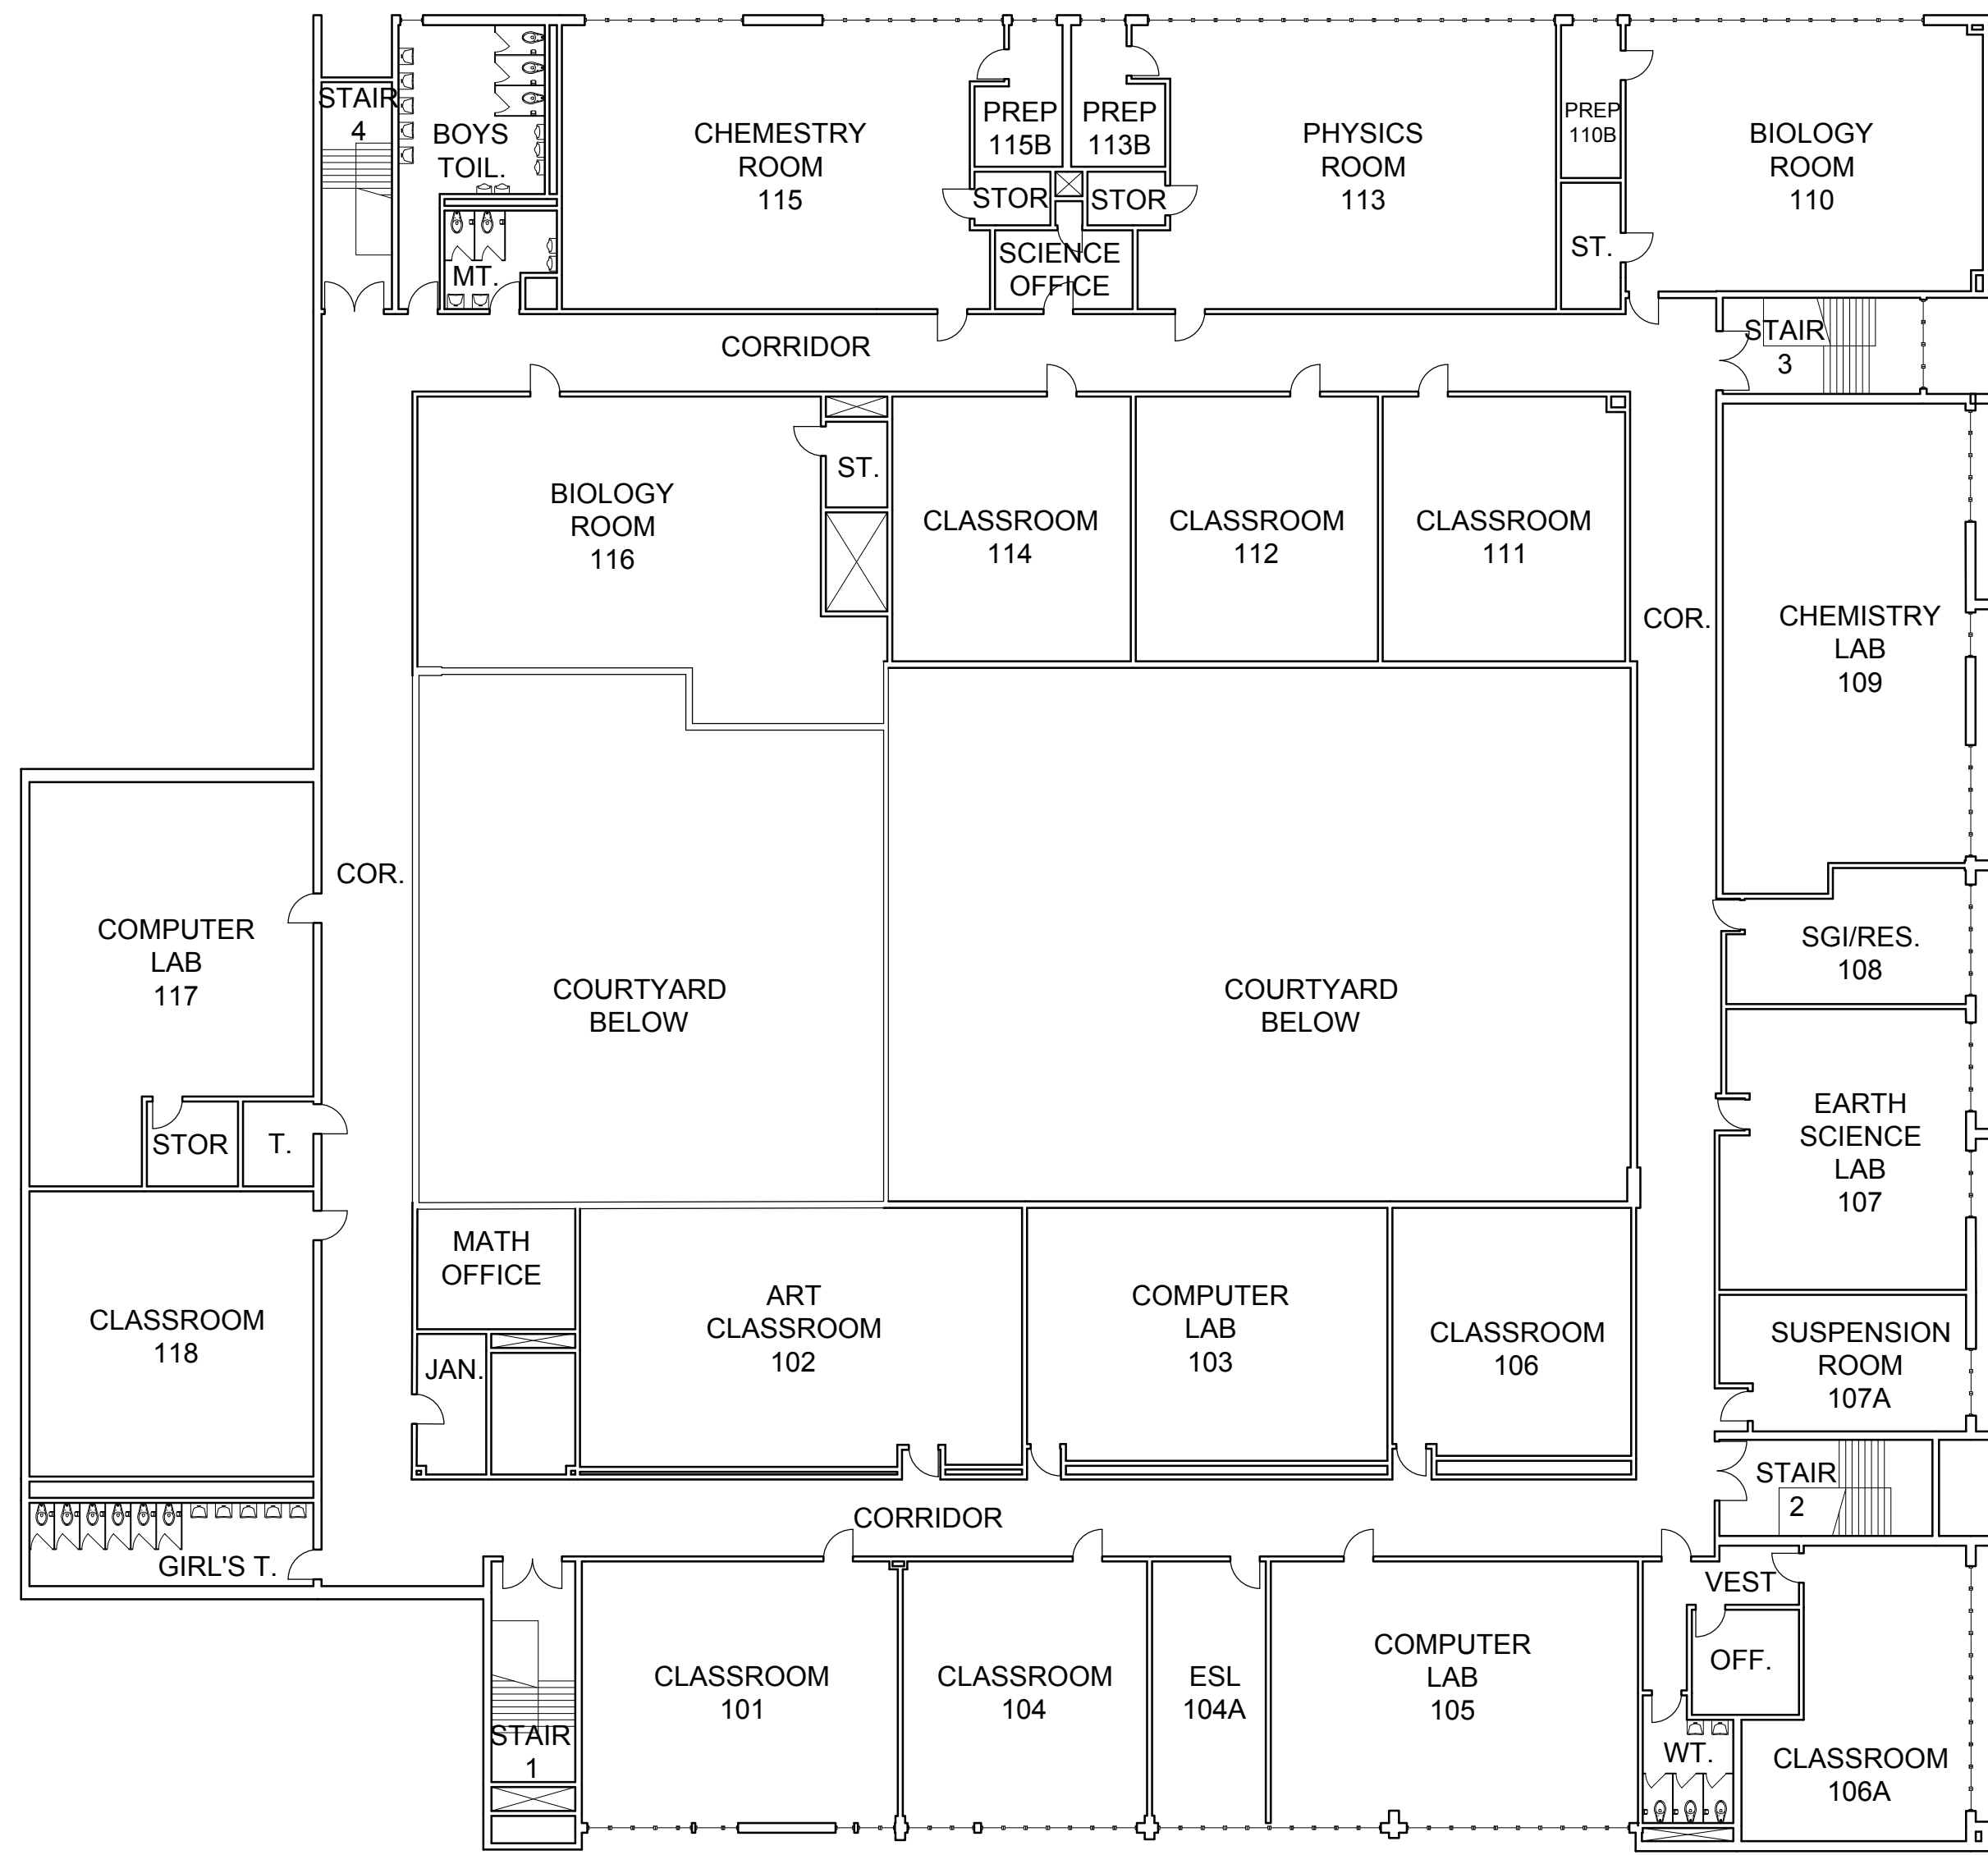 STAIR
4
BOYS
TOIL.
MT.
CHEMESTRY
ROOM
115
PREP
115B
PREP
113B
STOR
STOR
SCIENCE
OFFICE
PHYSICS
ROOM
113
PREP
110B
ST.
BIOLOGY
ROOM
110
CORRIDOR
STAIR
3
BIOLOGY
ROOM
116
ST.
CLASSROOM
114
CLASSROOM
112
CLASSROOM
111
COR.
CHEMISTRY
LAB
109
COR.
COMPUTER
LAB
117
COURTYARD
BELOW
COURTYARD
BELOW
SGI/RES.
108
STOR
T.
EARTH
SCIENCE
LAB
107
MATH
OFFICE
CLASSROOM
118
JAN.
ART
CLASSROOM
102
COMPUTER
LAB
103
CLASSROOM
106
SUSPENSION
ROOM
107A
STAIR
2
CORRIDOR
GIRL'S T.
VEST
OFF.
STAIR
1
CLASSROOM
101
CLASSROOM
104
ESL
104A
COMPUTER
LAB
105
WT.
CLASSROOM
106A